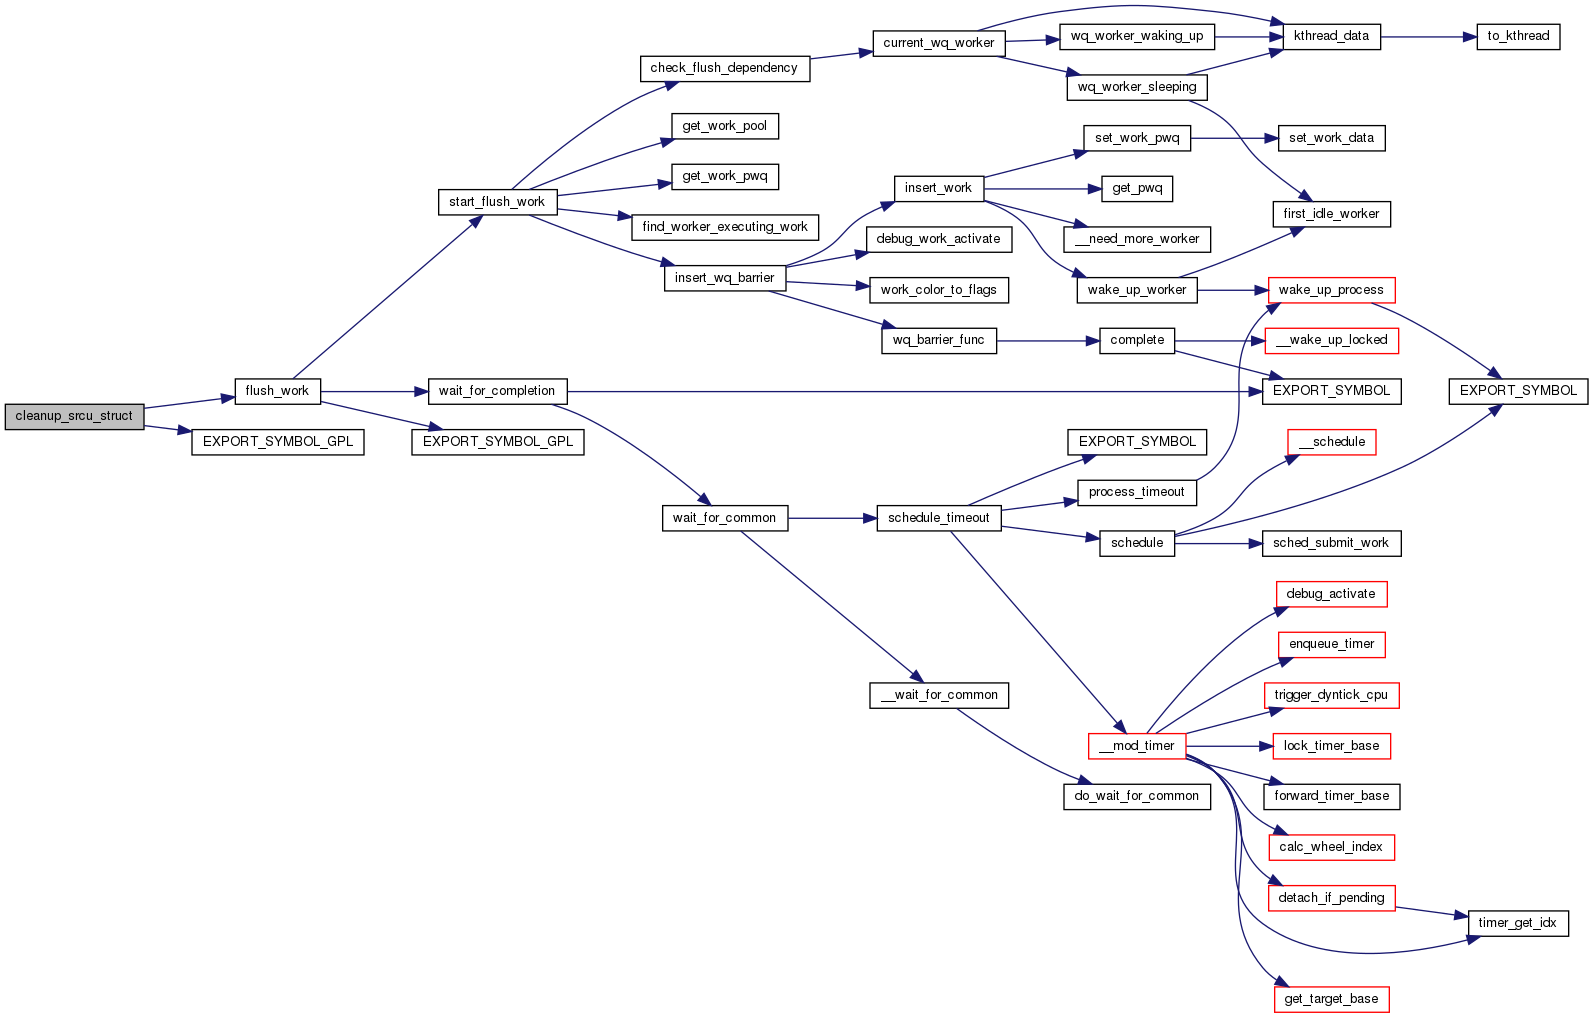 cleanup_srcu_struct
flush_work
EXPORT_SYMBOL_GPL
start_flush_work
wait_for_completion
EXPORT_SYMBOL_GPL
check_flush_dependency
get_work_pool
get_work_pwq
find_worker_executing_work
insert_wq_barrier
wait_for_common
current_wq_worker
insert_work
debug_work_activate
work_color_to_flags
wq_barrier_func
schedule_timeout
__wait_for_common
wq_worker_waking_up
wq_worker_sleeping
set_work_pwq
get_pwq
__need_more_worker
wake_up_worker
complete
EXPORT_SYMBOL
process_timeout
schedule
__mod_timer
do_wait_for_common
kthread_data
set_work_data
first_idle_worker
wake_up_process
__wake_up_locked
EXPORT_SYMBOL
__schedule
sched_submit_work
debug_activate
enqueue_timer
trigger_dyntick_cpu
lock_timer_base
forward_timer_base
calc_wheel_index
detach_if_pending
get_target_base
to_kthread
EXPORT_SYMBOL
timer_get_idx